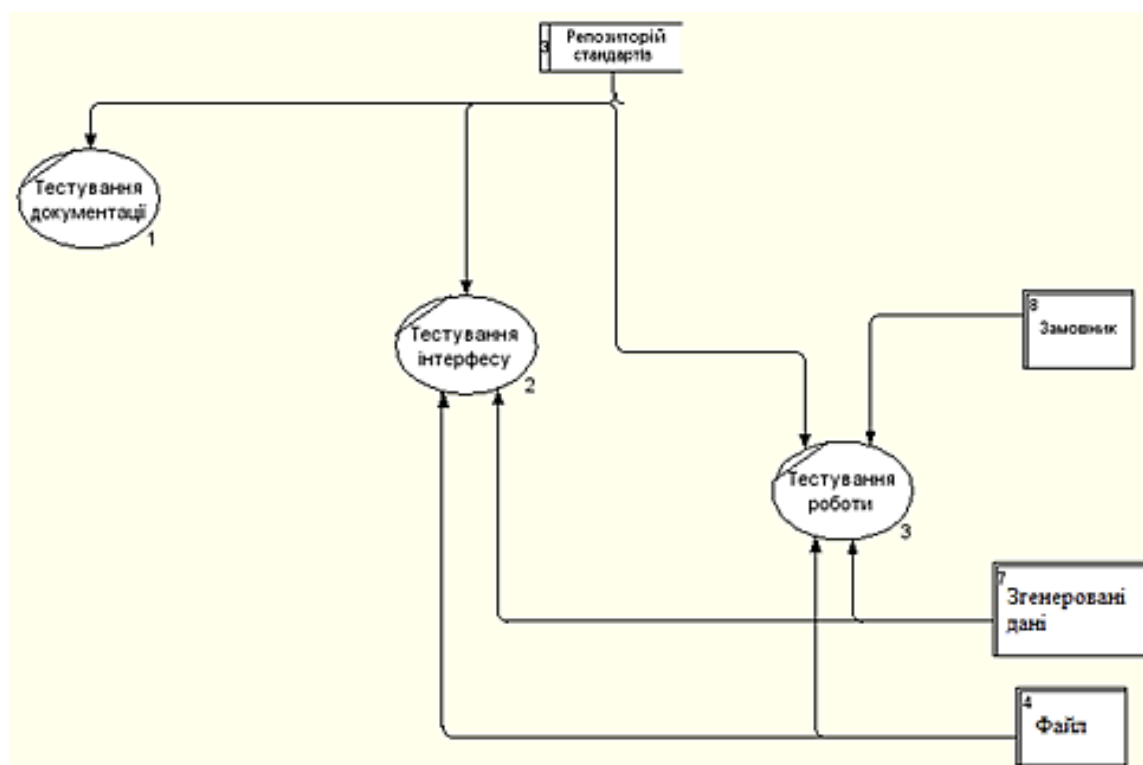 3
Репозиторій
стандартів
Тестування
документації
1
8
Замовник
Тестування
інтерфесу
2
Тестування
роботи
3
7
Згенеровані
дані
4
Файл